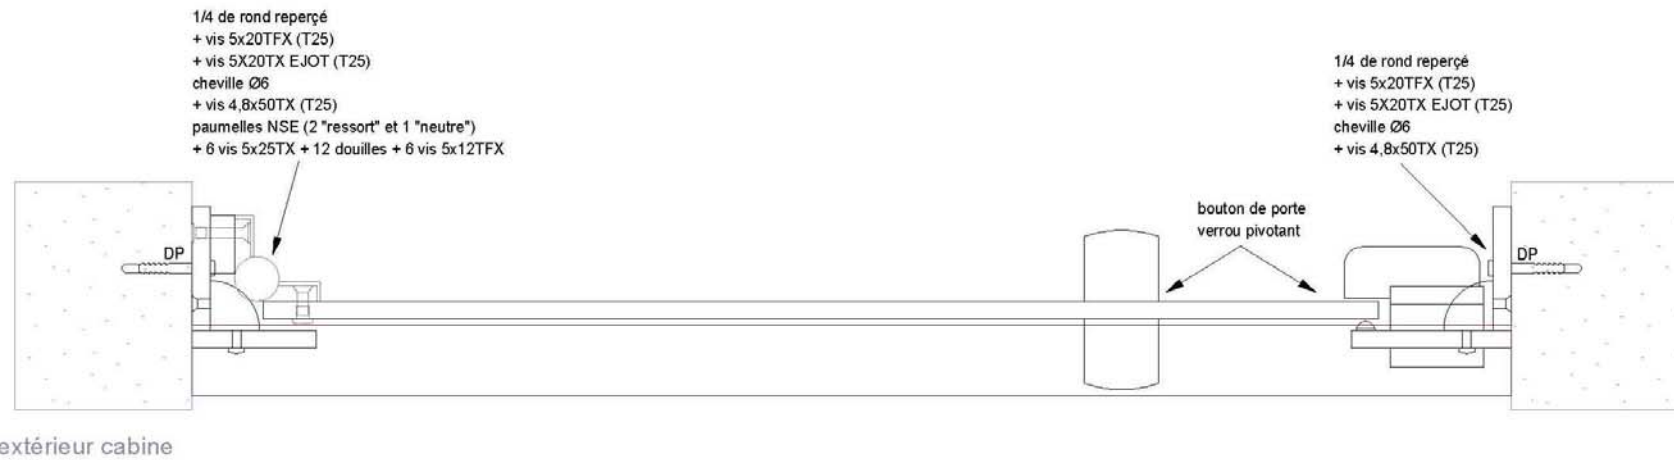 1/4 de rond reperçé
+ vis 5x20TFX (T25)
+ vis 5X20TX EJOT (T25)
cheville Ø6
+ vis 4,8x50TX (T25)
paumelles NSE (2 "ressort" et 1 "neutre")
+ 6 vis 5x25TX + 12 douilles + 6 vis 5x12TFX
1/4 de rond reperçé
+ vis 5x20TFX (T25)
+ vis 5X20TX EJOT (T25)
cheville Ø6
+ vis 4,8x50TX (T25)
bouton de porte
verrou pivotant
DP
DP
extérieur cabine